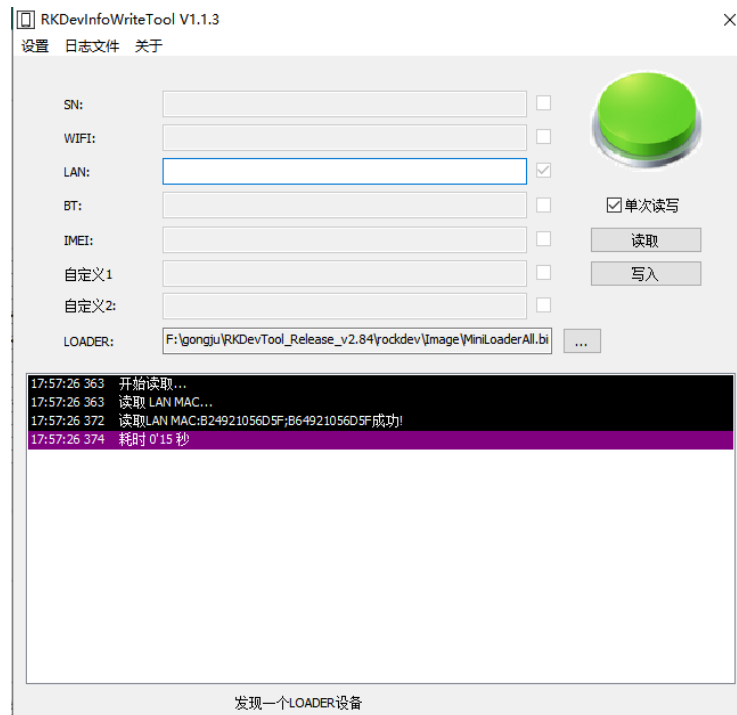 RKDevInfoWriteTool V1.1.3
设置 日志文件 关于
SN:
WIFI:
LAN:
BT:
单次读写
IMEI:
读取
自定义1
写入
自定义2:
LOADER: F:\gongju\RKDevTool_Release_v2.84\rockdev\Image\MiniLoaderAll.bi ...
17:57:26 363 开始读取...
17:57:26 363 读取 LAN MAC...
17:57:26 372 读取LAN MAC:B24921056D5F;B64921056D5F成功!
17:57:26 374 耗时 0'15 秒
发现一个LOADER设备